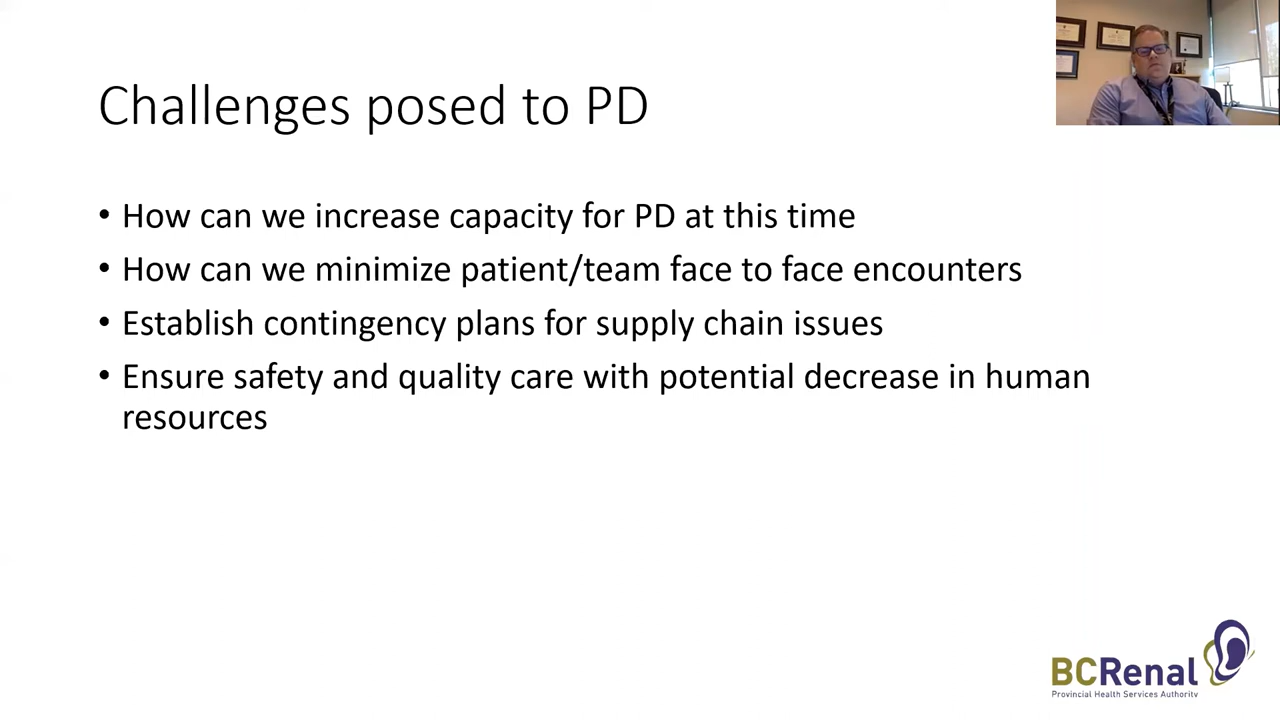 Challenges posed to PD
• How can we increase capacity for PD at this time
• How can we minimize patient/team face to face encounters
• Establish contingency plans for supply chain issues
• Ensure safety and quality care with potential decrease in human
resources
BCRenal
Provincial Health Services Authority